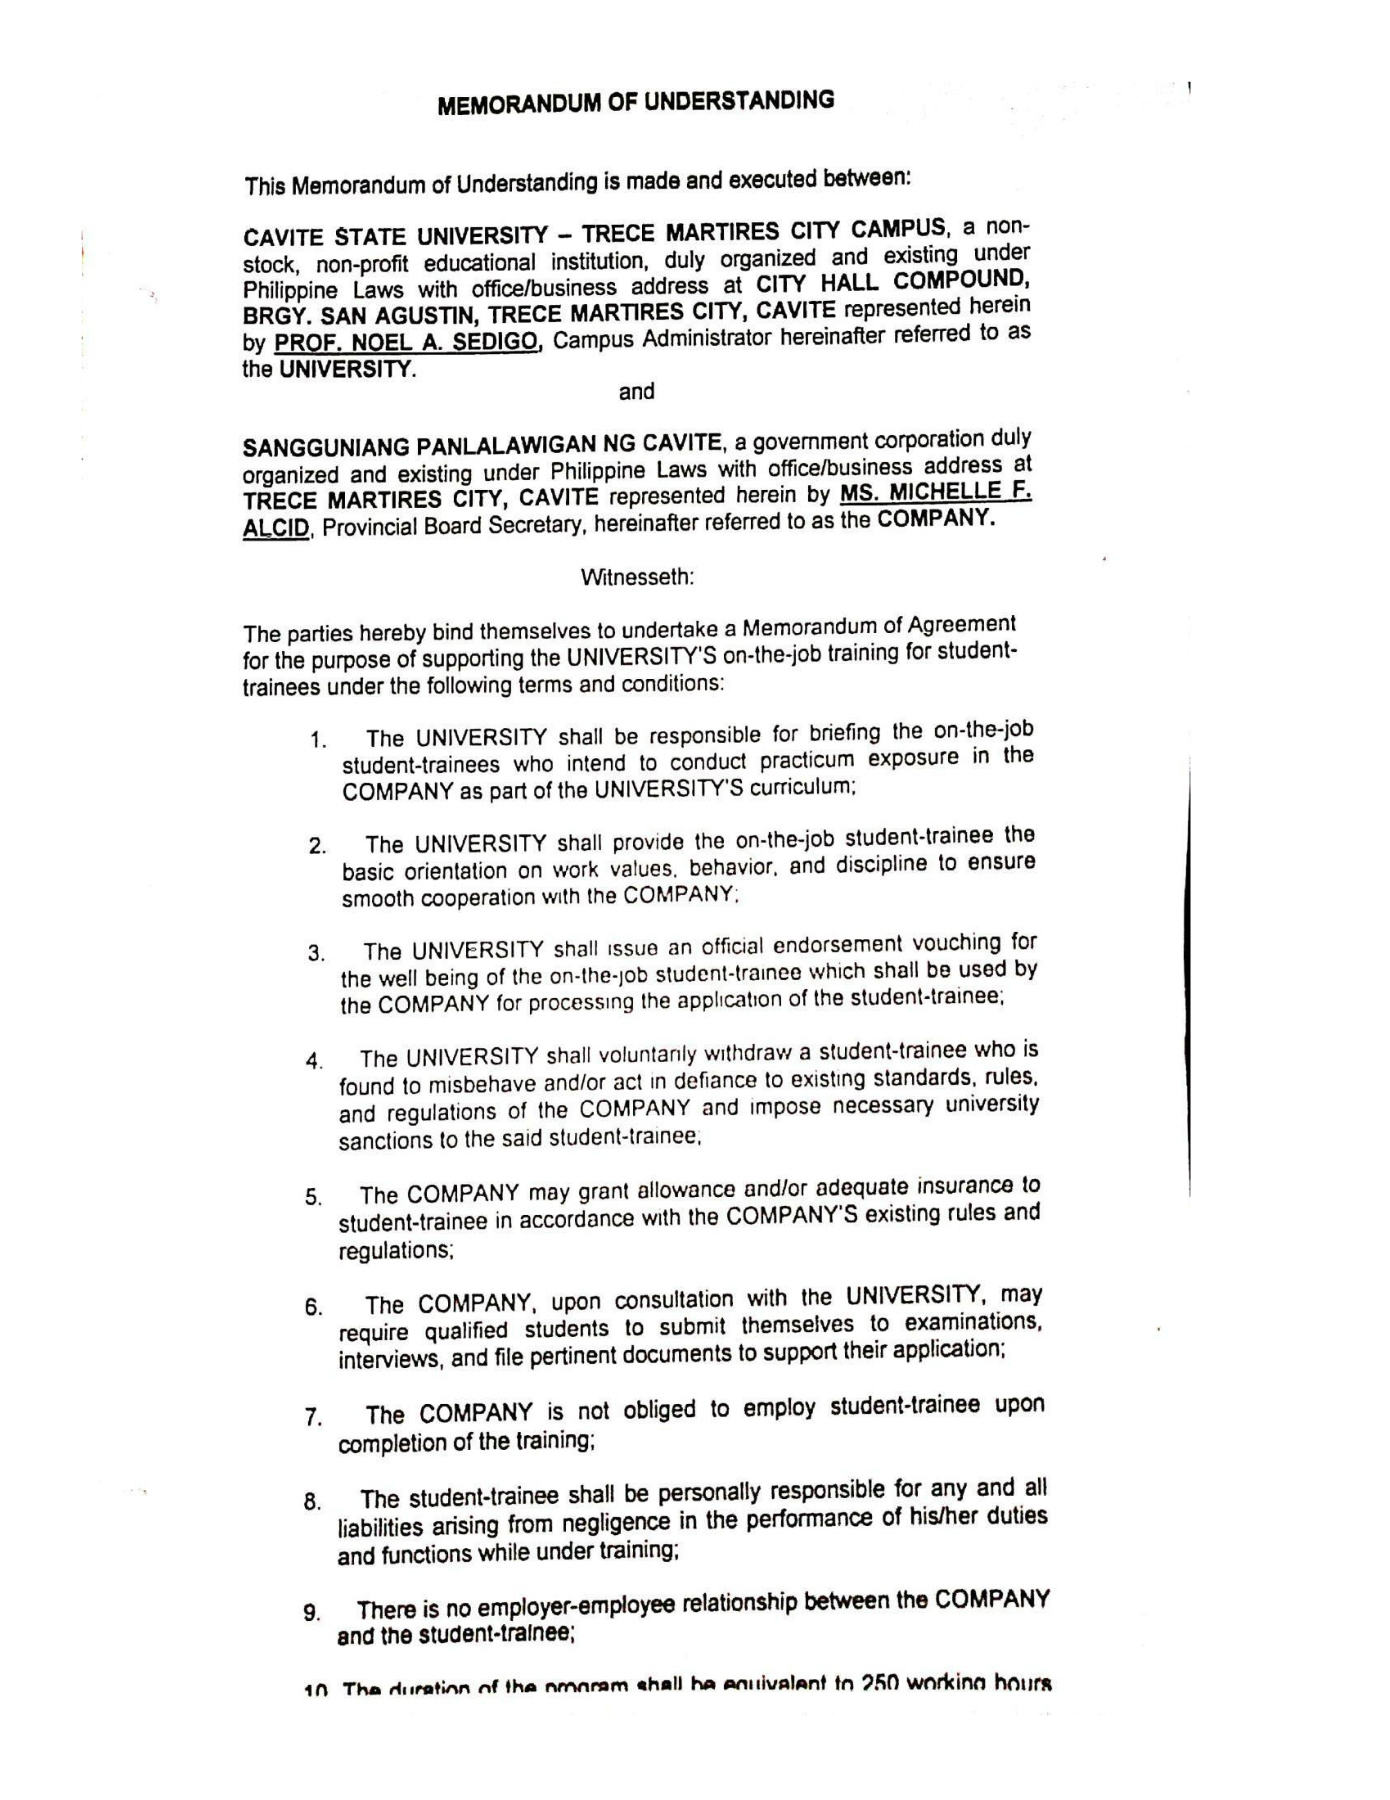 MEMORANDUM OF UNDERSTANDING
This Memorandum of Understanding is made and executed between:
CAVITE STATE UNIVERSITY – TRECE MARTIRES CITY CAMPUS, a non-
stock, non-profit educational institution, duly organized and existing under
Philippine Laws with office/business address at CITY HALL COMPOUND,
BRGY. SAN AGUSTIN, TRECE MARTIRES CITY, CAVITE represented herein
by PROF. NOEL A. SEDIGO, Campus Administrator hereinafter referred to as
the UNIVERSITY.
and
SANGGUNIANG PANLALAWIGAN NG CAVITE, a government corporation duly
organized and existing under Philippine Laws with office/business address at
TRECE MARTIRES CITY, CAVITE represented herein by MS. MICHELLE F.
ALCID, Provincial Board Secretary, hereinafter referred to as the COMPANY.
Witnesseth:
The parties hereby bind themselves to undertake a Memorandum of Agreement
for the purpose of supporting the UNIVERSITY'S on-the-job training for student-
trainees under the following terms and conditions:
1. The UNIVERSITY shall be responsible for briefing the on-the-job
student-trainees who intend to conduct practicum exposure in the
COMPANY as part of the UNIVERSITY'S curriculum;
2. The UNIVERSITY shall provide the on-the-job student-trainee the
basic orientation on work values, behavior, and discipline to ensure
smooth cooperation with the COMPANY;
3. The UNIVERSITY shall issue an official endorsement vouching for
the well being of the on-the-job student-trainee which shall be used by
the COMPANY for processing the application of the student-trainee;
4. The UNIVERSITY shall voluntarily withdraw a student-trainee who is
found to misbehave and/or act in defiance to existing standards, rules,
and regulations of the COMPANY and impose necessary university
sanctions to the said student-trainee;
5. The COMPANY may grant allowance and/or adequate insurance to
student-trainee in accordance with the COMPANY'S existing rules and
regulations;
6. The COMPANY, upon consultation with the UNIVERSITY, may
require qualified students to submit themselves to examinations,
interviews, and file pertinent documents to support their application;
7. The COMPANY is not obliged to employ student-trainee upon
completion of the training;
8. The student-trainee shall be personally responsible for any and all
liabilities arising from negligence in the performance of his/her duties
and functions while under training;
9. There is no employer-employee relationship between the COMPANY
and the student-trainee;
10. The duration of the program shall be equivalent to 250 working hours